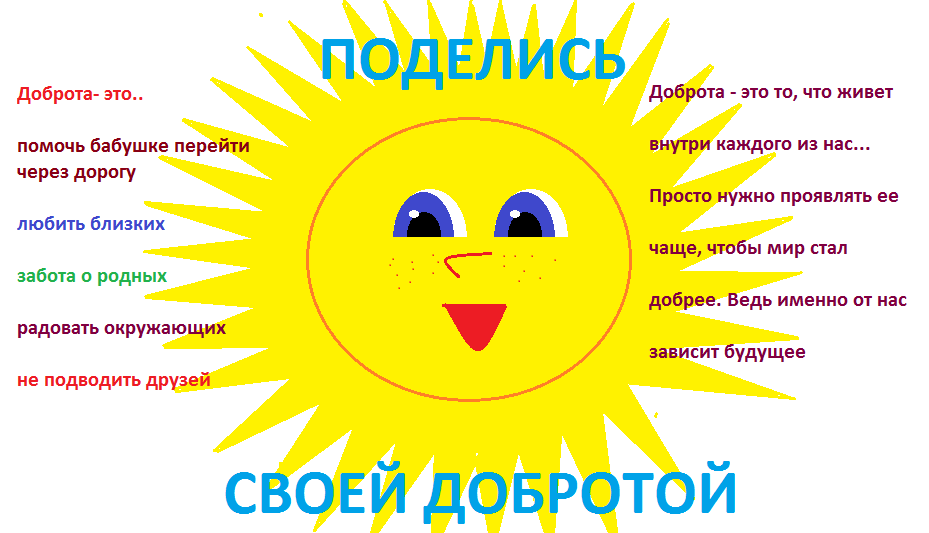 ПОДЕЛИСЬ
Доброта- это..
помочь бабушке перейти
через дорогу
любить близких
забота о родных
радовать окружающих
не подводить друзей
Доброта - это то, что живет
внутри каждого из нас...
Просто нужно проявлять ее
чаще, чтобы мир стал
добрее. Ведь именно от нас
зависит будущее
СВОЕЙ ДОБРОТОЙ